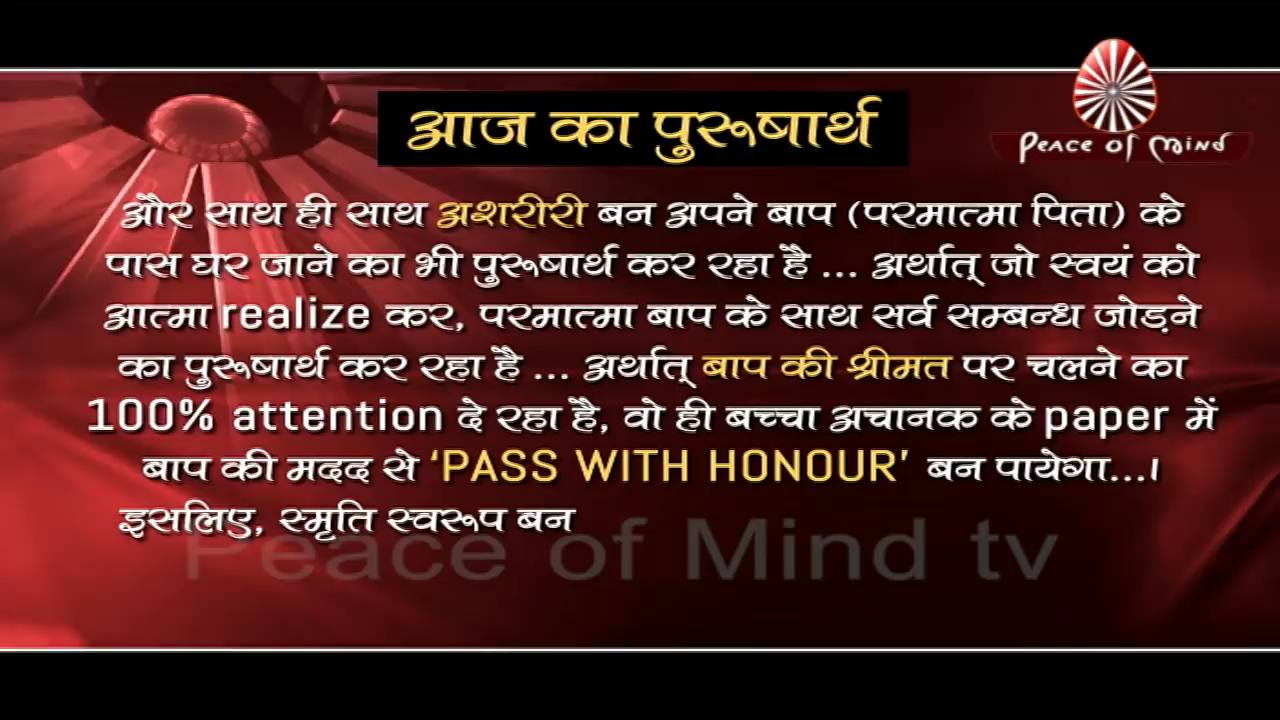 आज का पुरूषार्थ
Peace of Mind
और साथ ही साथ अशरीरी बन अपने बाप (परमात्मा पिता) के
पास घर जाने का भी पुरूषार्थ कर रहा है ... अर्थात् जो स्वयं को
आत्मा realize कर, परमात्मा बाप के साथ सर्व सम्बन्ध जोड़ने
का पुरूषार्थ कर रहा है ... अर्थात् बाप की श्रीमत पर चलने का
100% attention दे रहा है, वो ही बच्चा अचानक के paper में
बाप की मदद से ‘PASS WITH HONOUR’ बन पायेगा...।
इसलिए, स्मृति स्वरूप बन
Peace of Mind tv